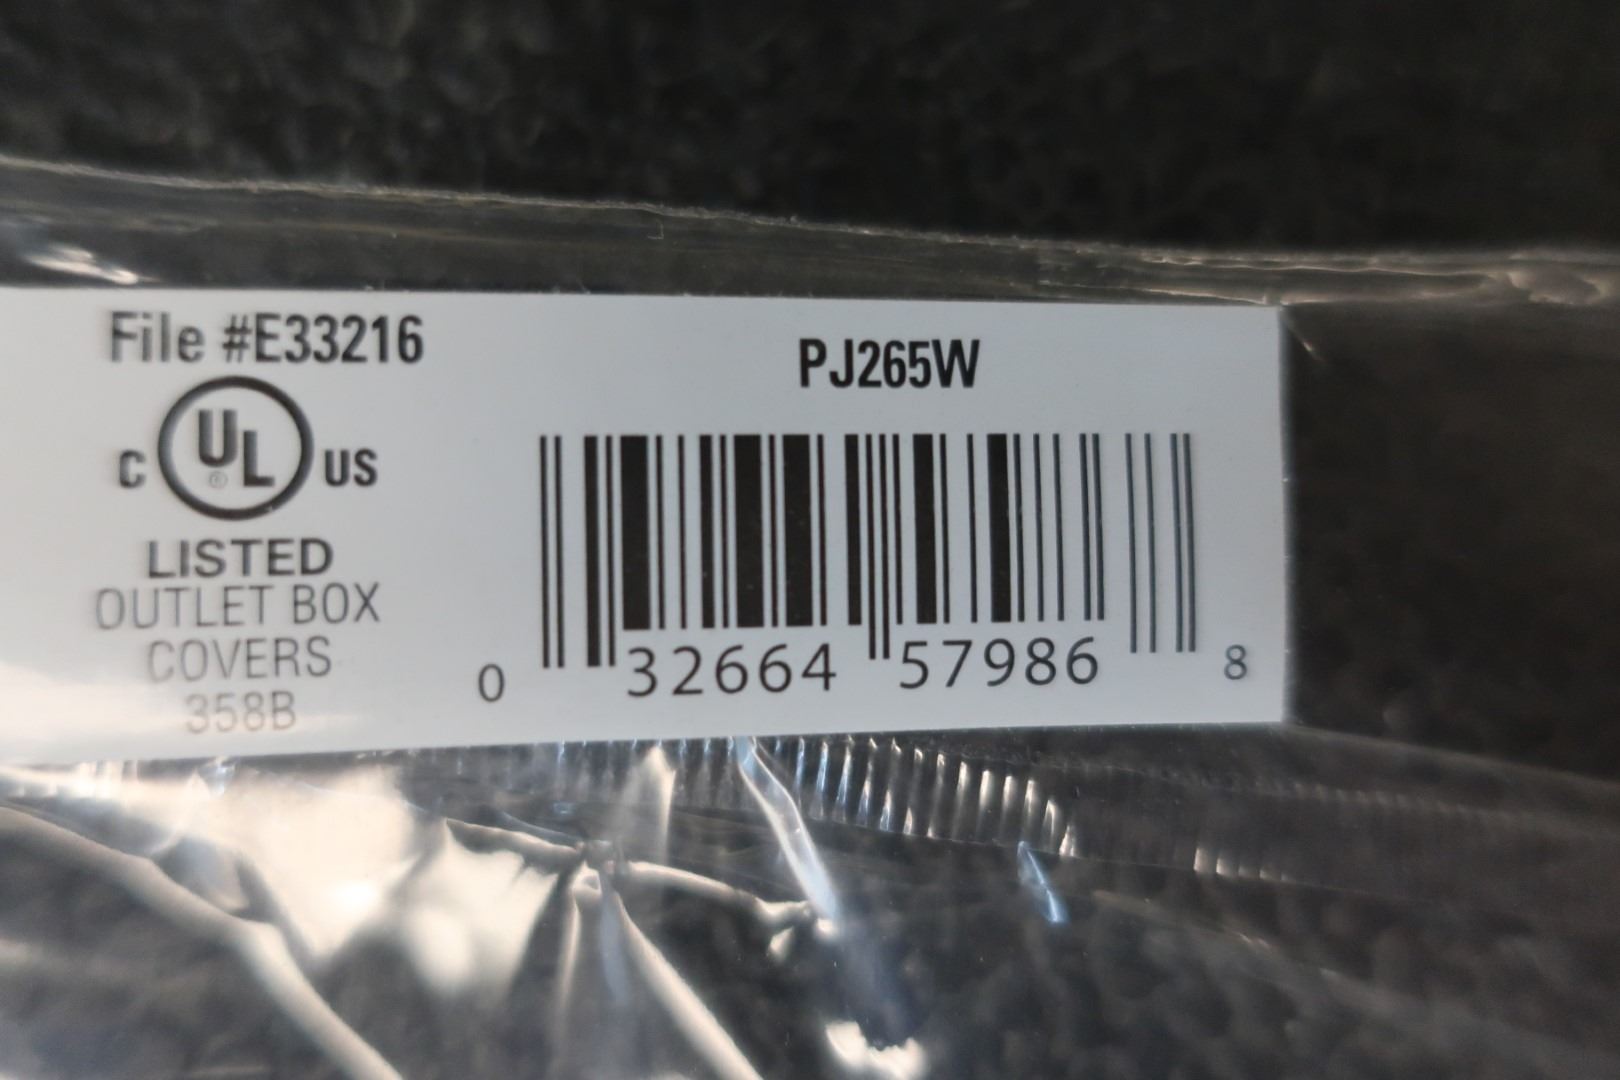 File #E33216
C UL ® US
LISTED
OUTLET BOX
COVERS
358B
PJ265W
0 32664 57986 8